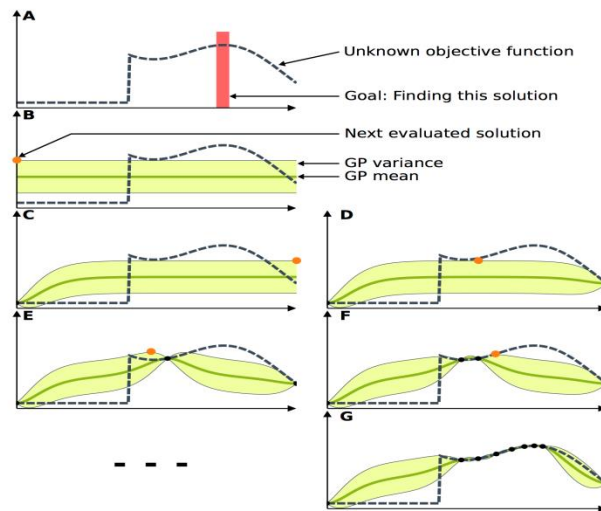 A
Unknown objective function
Goal: Finding this solution
B
Next evaluated solution
GP variance
GP mean
C
D
E
F
G